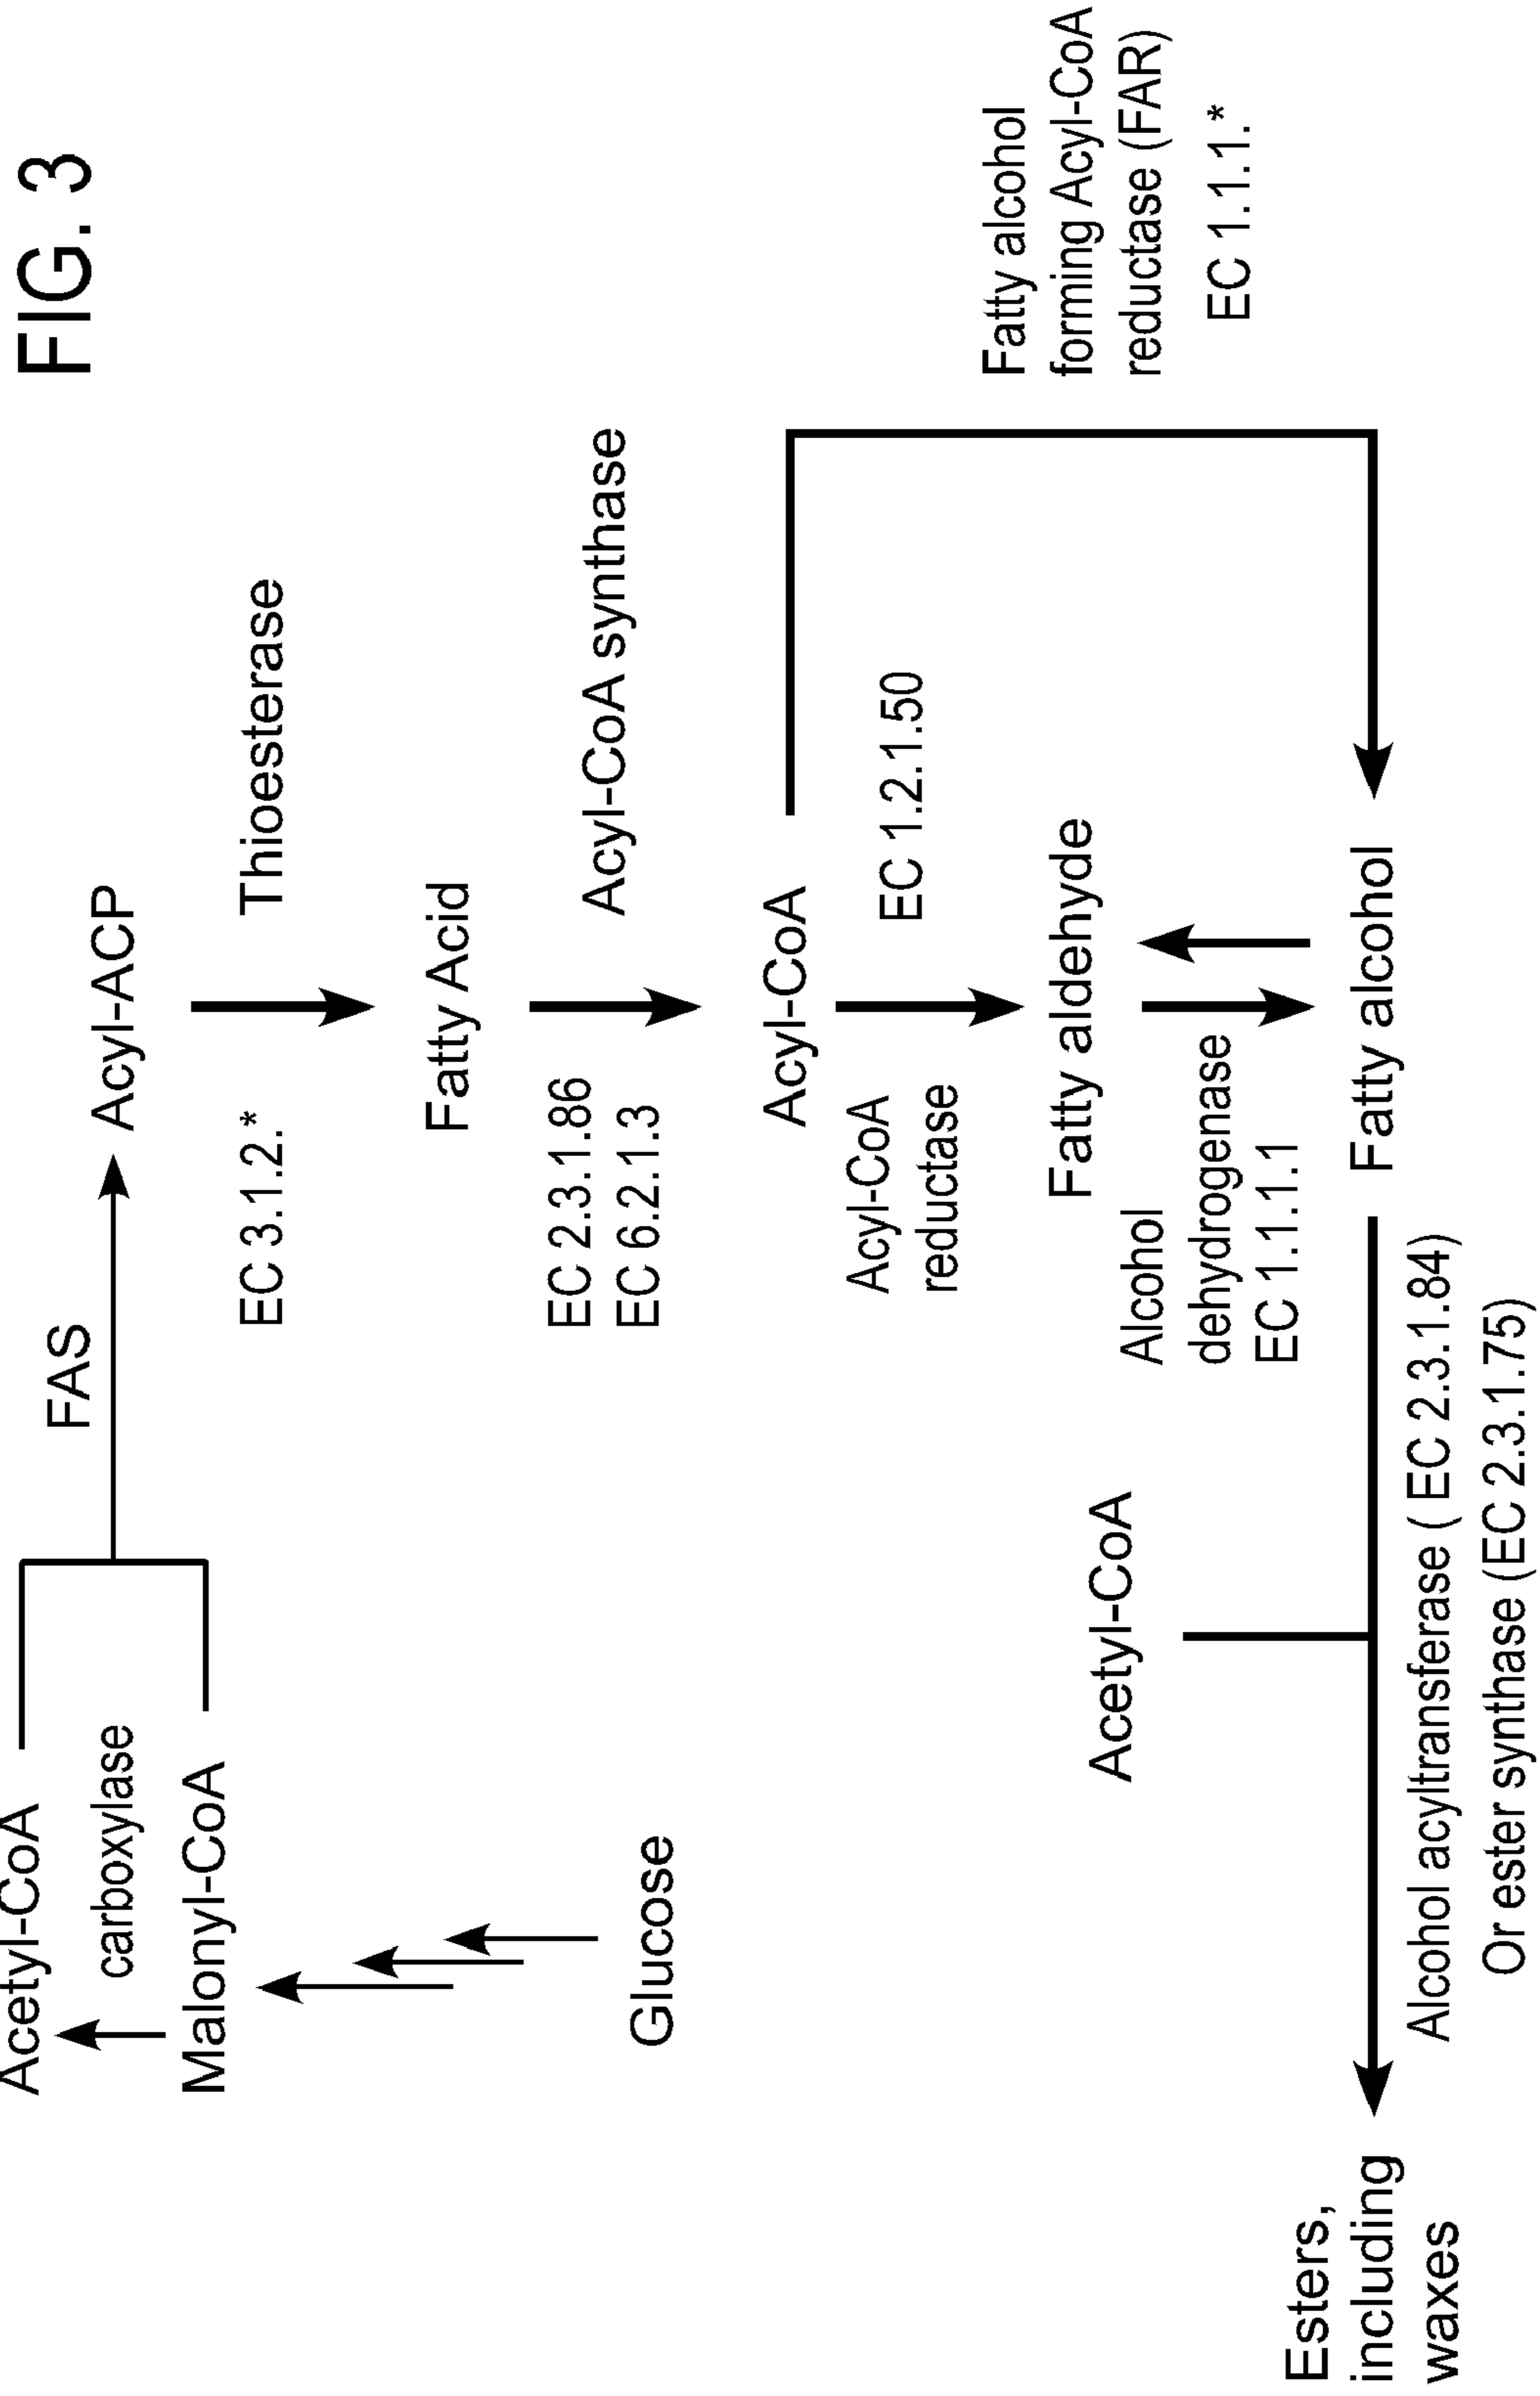 FIG. 3
Acetyl-CoA
carboxylase
Malonyl-CoA
Glucose
FAS
Acyl-ACP
EC 3.1.2.*
Thioesterase
Fatty Acid
EC 2.3.1.86
EC 6.2.1.3
Acyl-CoA synthase
Acyl-CoA
Acyl-CoA
reductase
EC 1.2.1.50
Fatty aldehyde
Alcohol
dehydrogenase
EC 1.1.1.1
Fatty alcohol
forming Acyl-CoA
reductase (FAR)
EC 1.1.1.*
Fatty alcohol
Acetyl-CoA
Alcohol acyltransferase ( EC 2.3.1.84)
Or ester synthase (EC 2.3.1.75)
Esters,
including
waxes